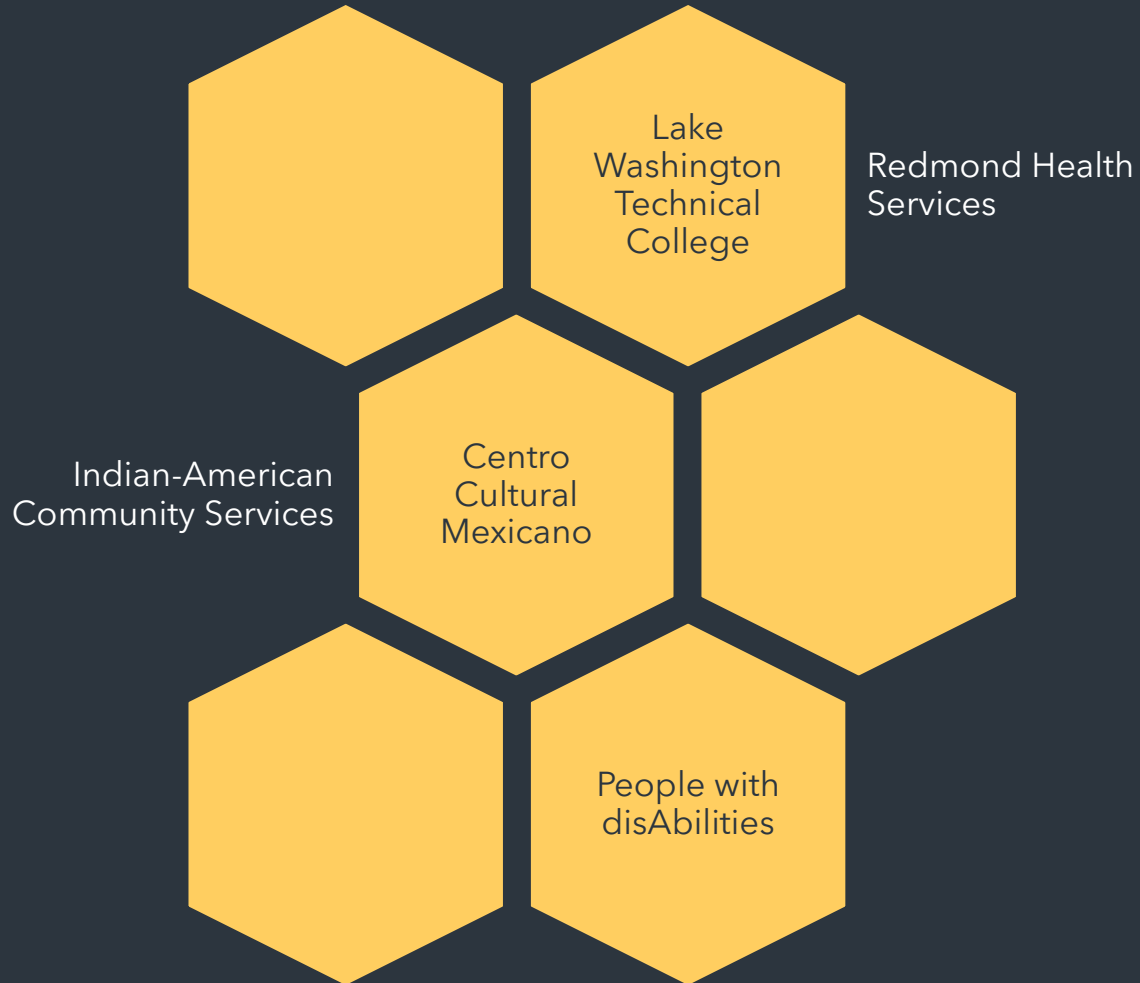 Lake
Washington
Technical
College
Redmond Health
Services
Indian-American
Community Services
Centro
Cultural
Mexicano
People with
disAbilities